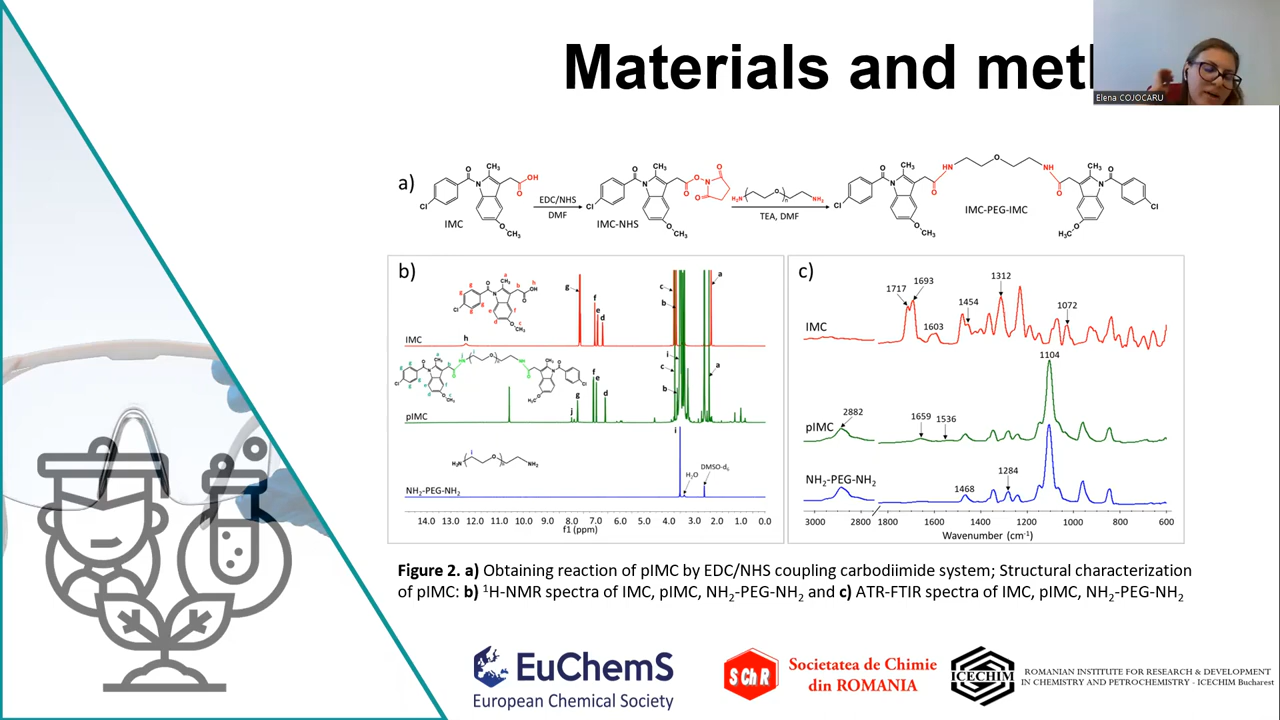 Materials and meth
Elena COJOCARU
a)
IMC
EDC/NHS
DMF
IMC-NHS
TEA, DMF
IMC-PEG-IMC
b)
IMC
pIMC
NH₂-PEG-NH₂
H₂O
DMSO-d₆
14.0 13.0 12.0 11.0 10.0 9.0 8.0 7.0 6.0 5.0 4.0 3.0 2.0 1.0 0.0
f1 (ppm)
c)
1717
1693
1603
1454
1312
1072
IMC
1104
2882
1659
1536
pIMC
1284
1468
NH₂-PEG-NH₂
3000 2800 1800 1600 1400 1200 1000 800 600
Wavenumber (cm⁻¹)
Figure 2. a) Obtaining reaction of pIMC by EDC/NHS coupling carbodiimide system; Structural characterization
of pIMC: b) ¹H-NMR spectra of IMC, pIMC, NH₂-PEG-NH₂ and c) ATR-FTIR spectra of IMC, pIMC, NH₂-PEG-NH₂
EuChemS
European Chemical Society
SChR
Societatea de Chimie
din ROMANIA
ICECHIM
ROMANIAN INSTITUTE FOR RESEARCH & DEVELOPMENT
IN CHEMISTRY AND PETROCHEMISTRY - ICECHIM Bucharest